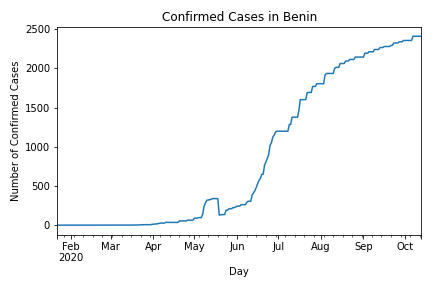 Confirmed Cases in Benin
Number of Confirmed Cases
2500
2000
1500
1000
500
0
Feb Mar Apr May Jun Jul Aug Sep Oct
2020
Day